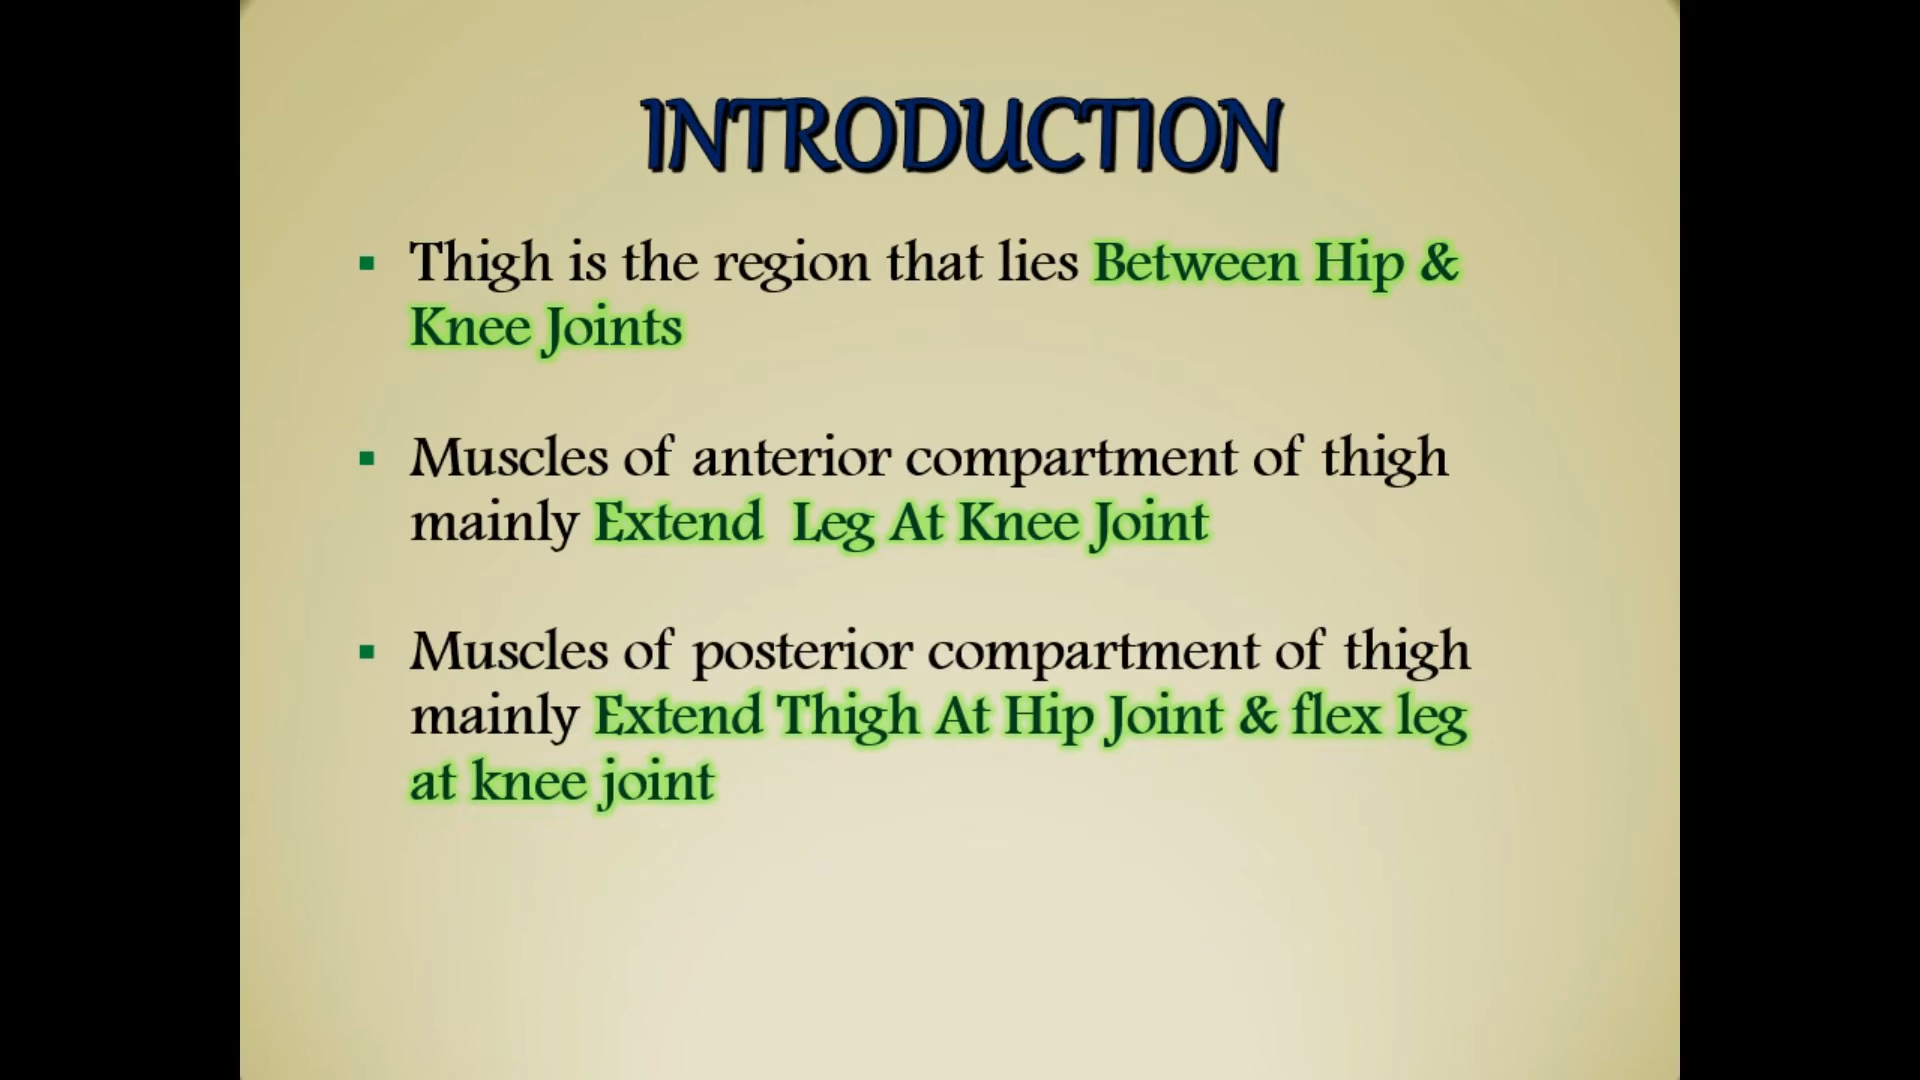 INTRODUCTION
▪ Thigh is the region that lies Between Hip &
Knee Joints
▪ Muscles of anterior compartment of thigh
mainly Extend  Leg At Knee Joint
▪ Muscles of posterior compartment of thigh
mainly Extend Thigh At Hip Joint & flex leg
at knee joint